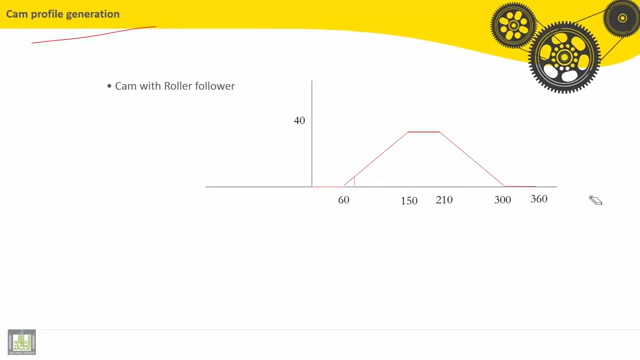 Cam profile generation
• Cam with Roller follower
40
60 150 210 300 360